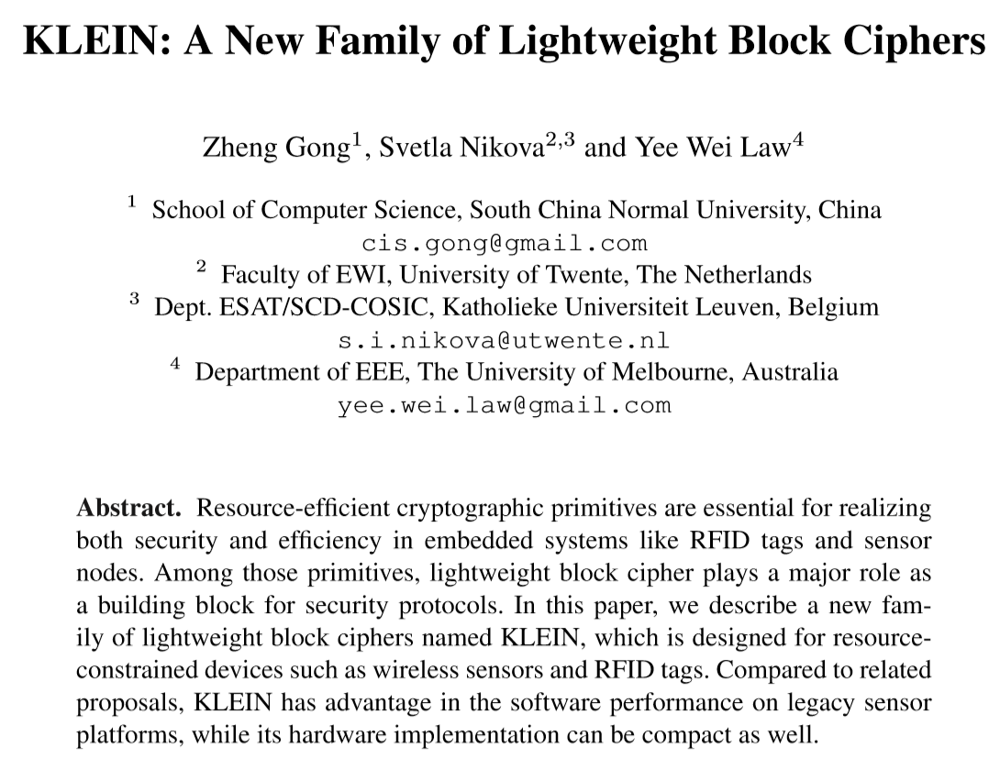 KLEIN: A New Family of Lightweight Block Ciphers
Zheng Gong¹, Svetla Nikova²,³ and Yee Wei Law⁴
¹ School of Computer Science, South China Normal University, China
cis.gong@gmail.com
² Faculty of EWI, University of Twente, The Netherlands
³ Dept. ESAT/SCD-COSIC, Katholieke Universiteit Leuven, Belgium
s.i.nikova@utwente.nl
⁴ Department of EEE, The University of Melbourne, Australia
yee.wei.law@gmail.com
Abstract. Resource-efficient cryptographic primitives are essential for realizing
both security and efficiency in embedded systems like RFID tags and sensor
nodes. Among those primitives, lightweight block cipher plays a major role as
a building block for security protocols. In this paper, we describe a new fam-
ily of lightweight block ciphers named KLEIN, which is designed for resource-
constrained devices such as wireless sensors and RFID tags. Compared to related
proposals, KLEIN has advantage in the software performance on legacy sensor
platforms, while its hardware implementation can be compact as well.